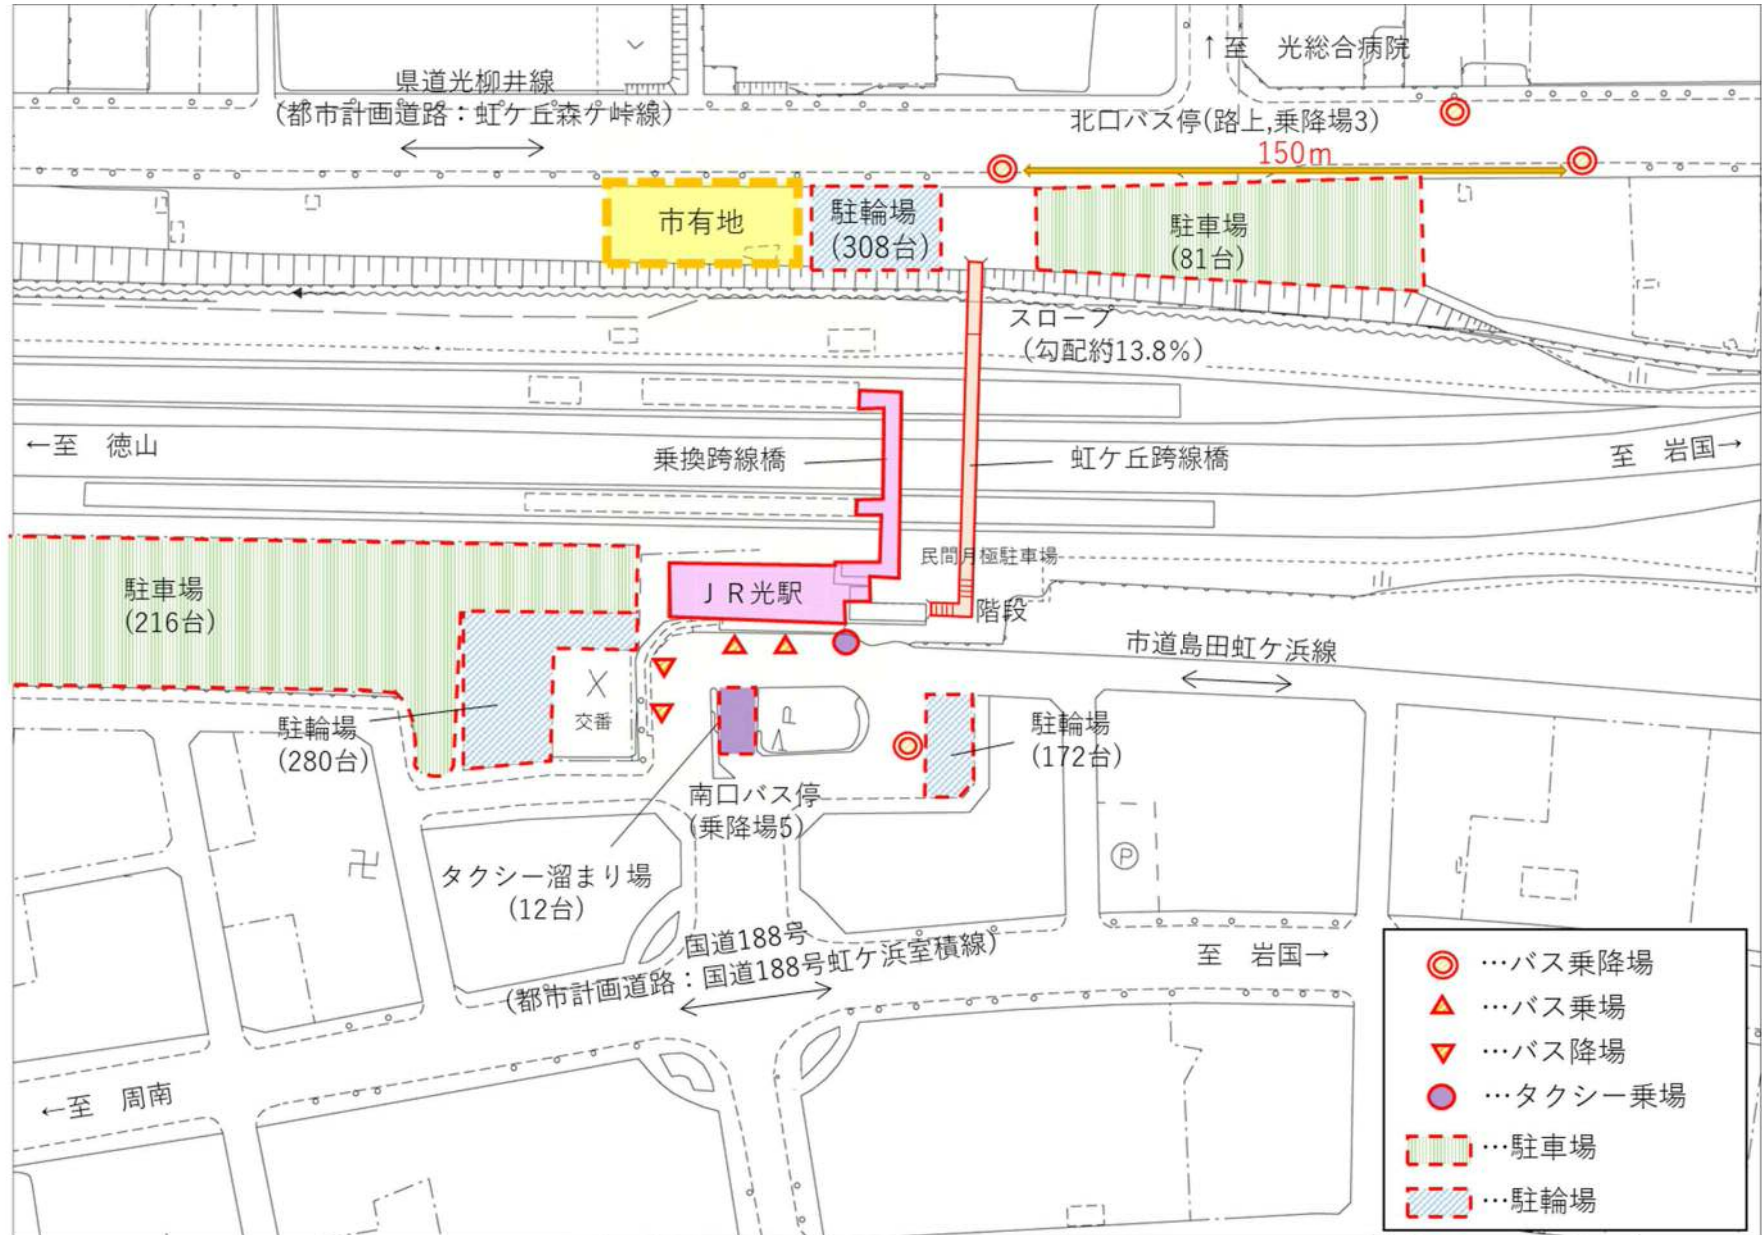 ↑至 光総合病院
県道光柳井線
(都市計画道路：虹ケ丘森ケ峠線)
北口バス停(路上,乗降場3)
150m
市有地
駐輪場
(308台)
駐車場
(81台)
スロープ
(勾配約13.8%)
←至 徳山
乗換跨線橋
虹ケ丘跨線橋
至 岩国→
民間月極駐車場
駐車場
(216台)
ＪＲ光駅
階段
市道島田虹ケ浜線
交番
駐輪場
(280台)
駐輪場
(172台)
南口バス停
(乗降場5)
タクシー溜まり場
(12台)
Ⓟ
国道188号
(都市計画道路：国道188号虹ケ浜室積線)
至 岩国→
←至 周南
…バス乗降場
…バス乗場
…バス降場
…タクシー乗場
…駐車場
…駐輪場